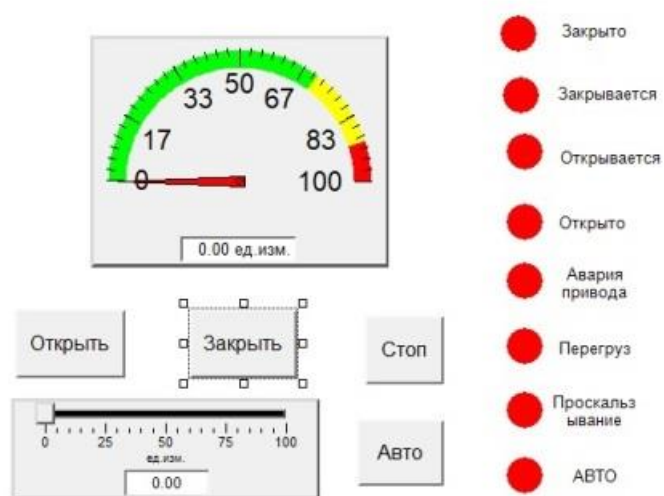 50
33 67
17 83
0 100
0.00 ед.изм.
Открыть
Закрыть
Стоп
0 25 50 75 100
ед.изм.
0.00
Авто
Закрыто
Закрывается
Открывается
Открыто
Авария
привода
Перегруз
Проскальз
ывание
АВТО